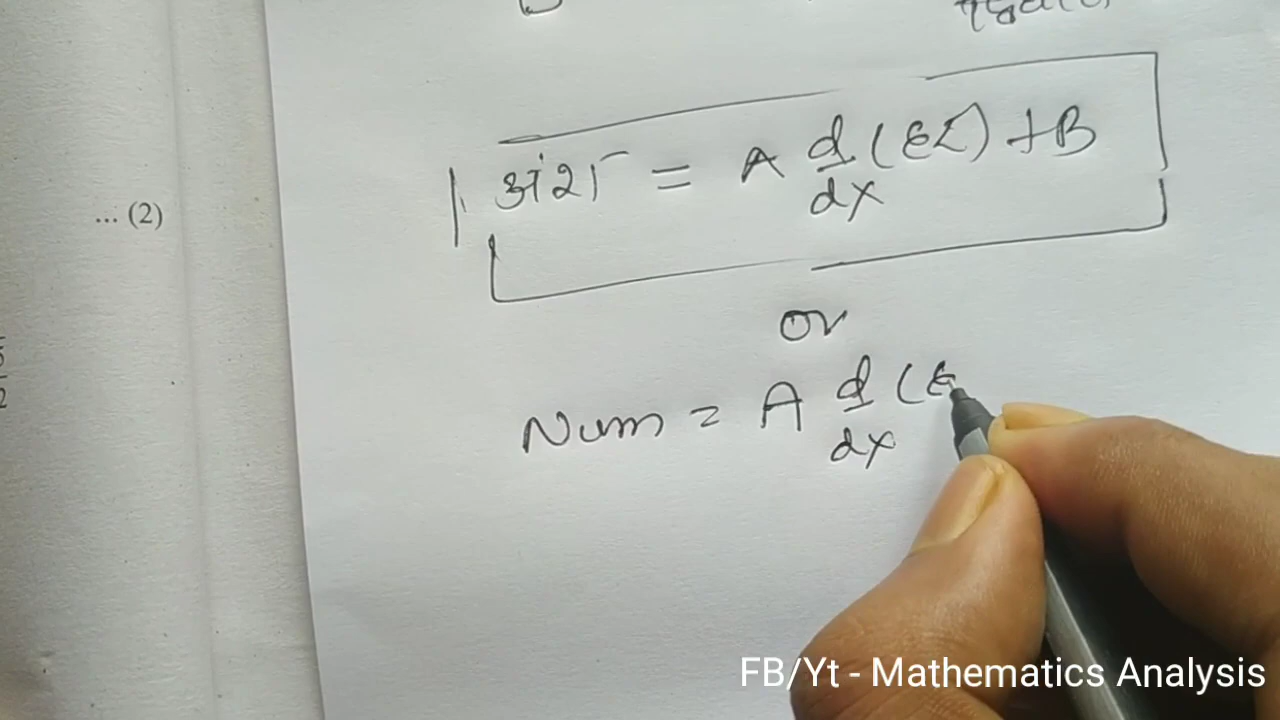 ... (2)
अंश = A d/dx (हर) + B
or
Num = A d/dx (ह
FB/Yt - Mathematics Analysis